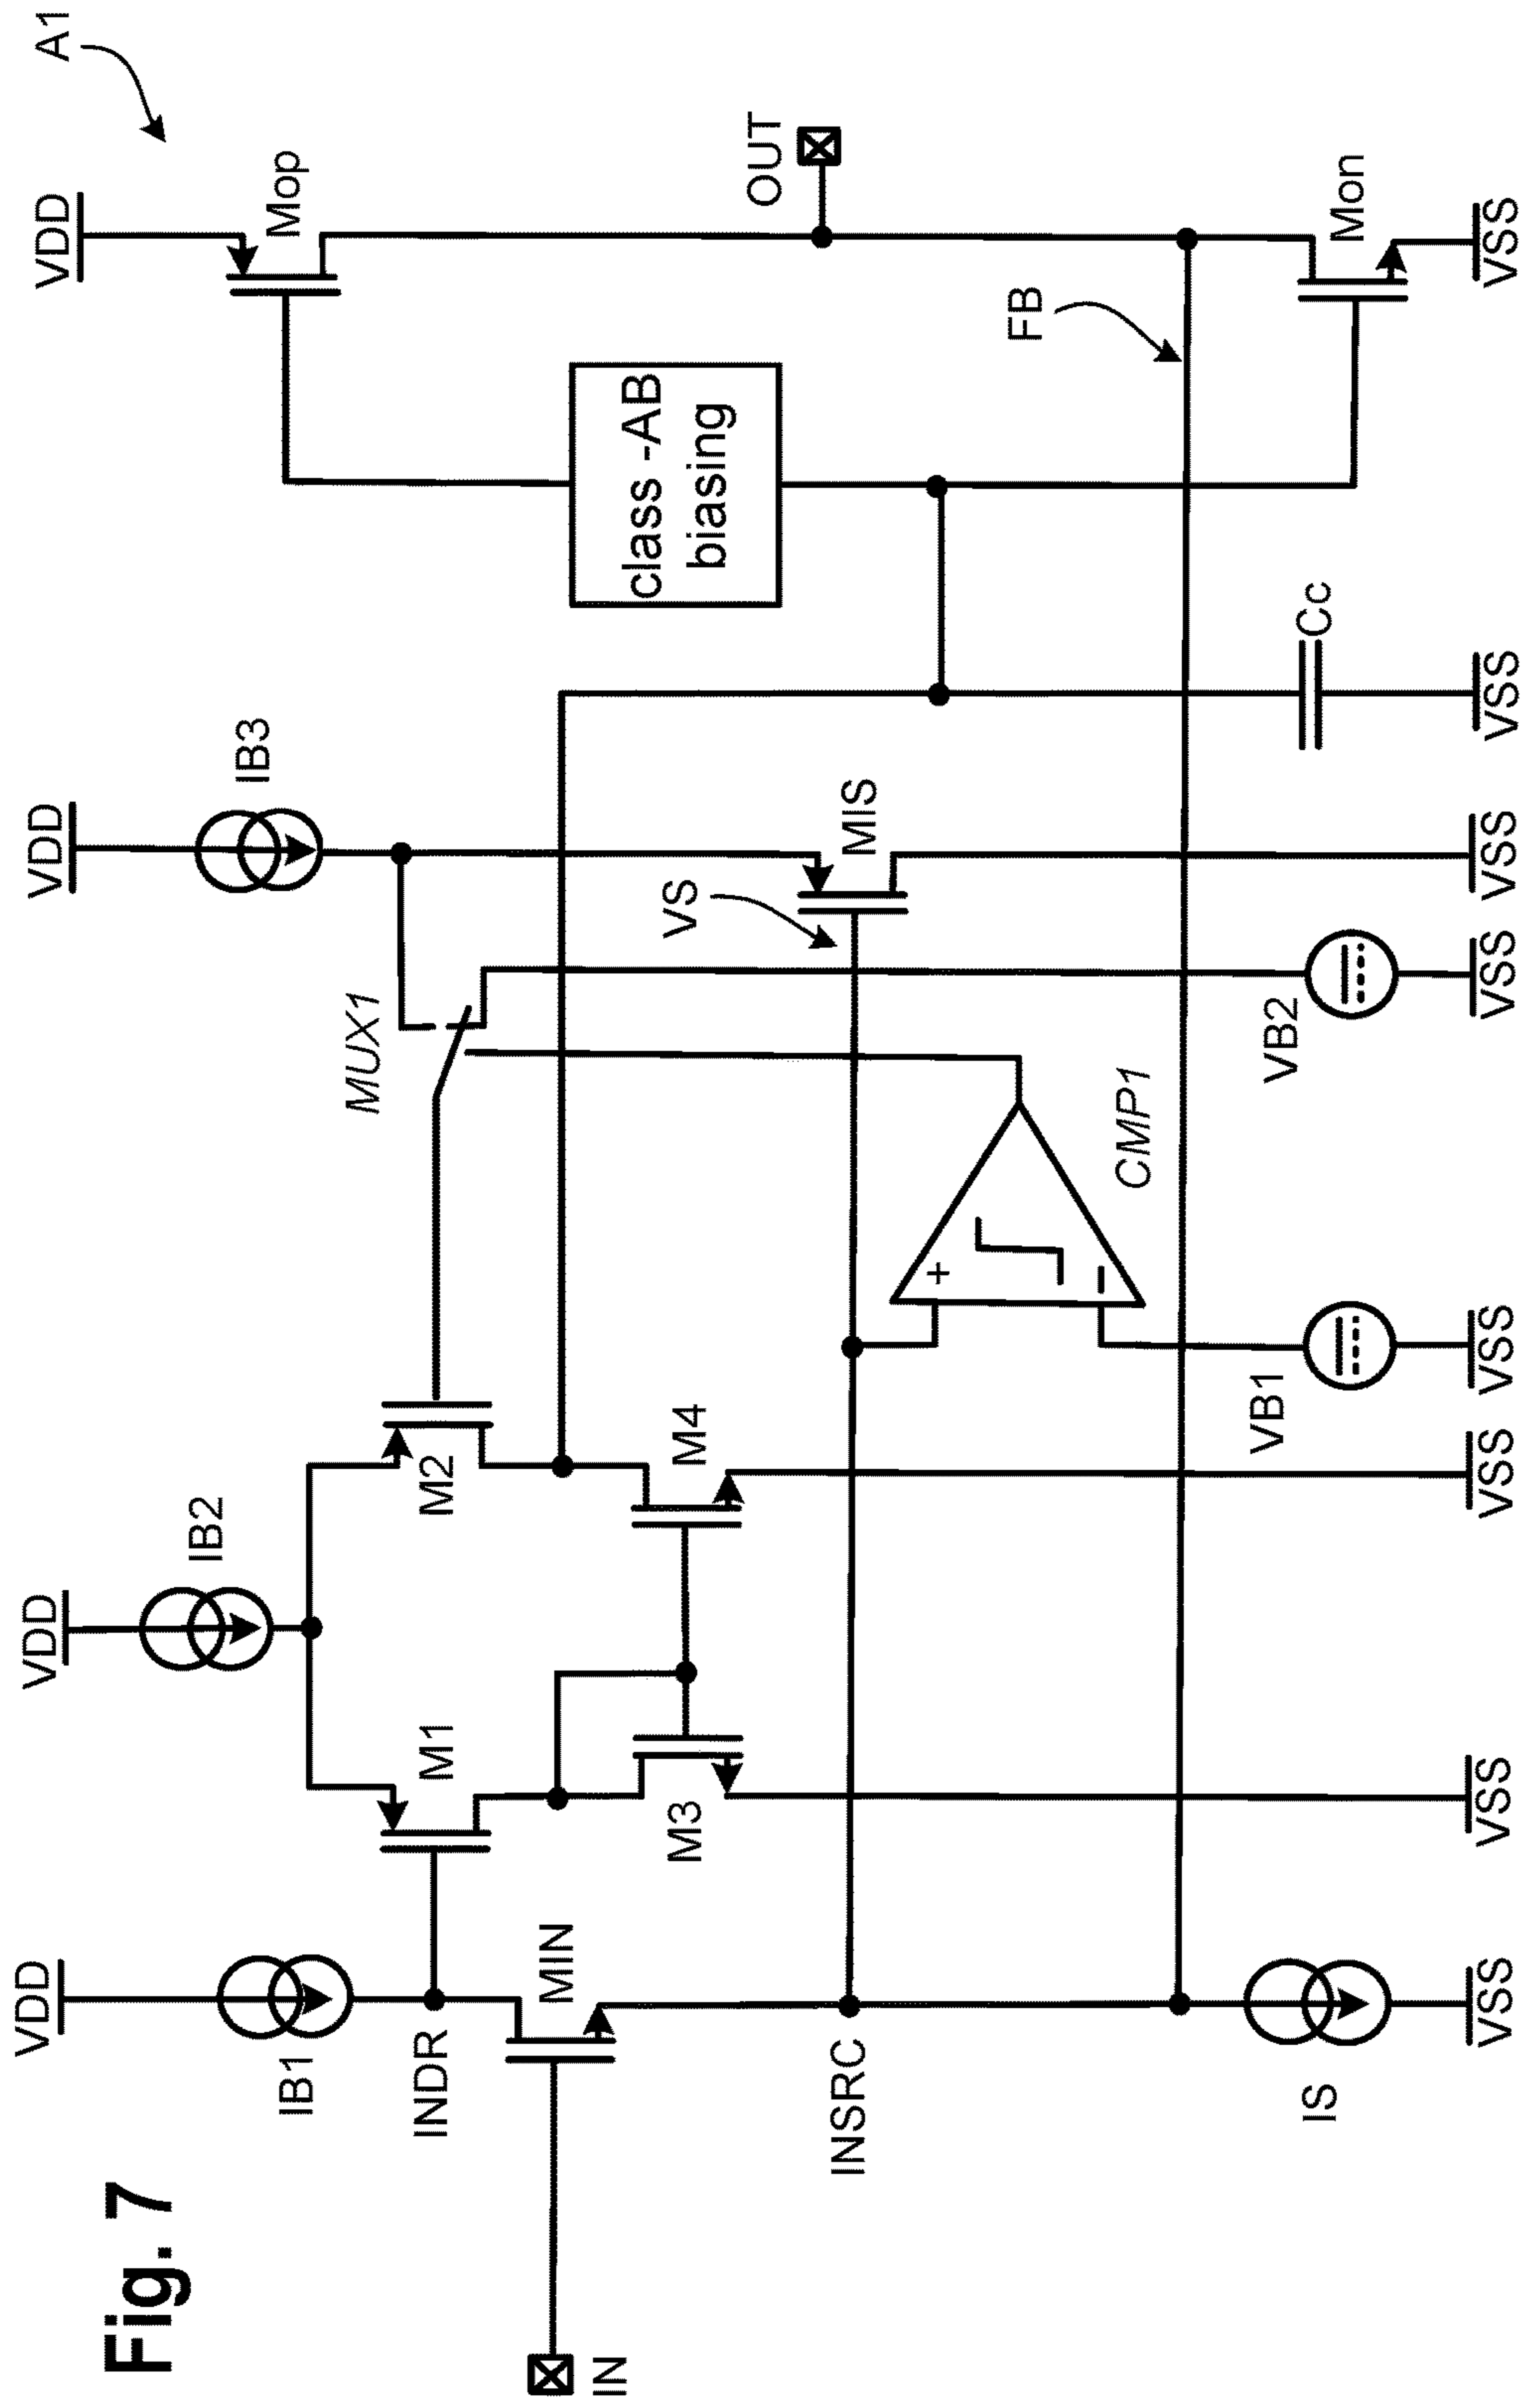 Fig. 7
A1
VDD
VDD
VDD
VDD
VDD
IB1
IB2
IB3
Mop
INDR
M1
M2
MUX1
OUT
IN
MIN
M3
M4
VS
MIS
class -AB
biasing
INSRC
CMP1
+
−
FB
IS
VB1
VB2
Cc
Mon
VSS
VSS
VSS
VSS
VSS
VSS
VSS
VSS